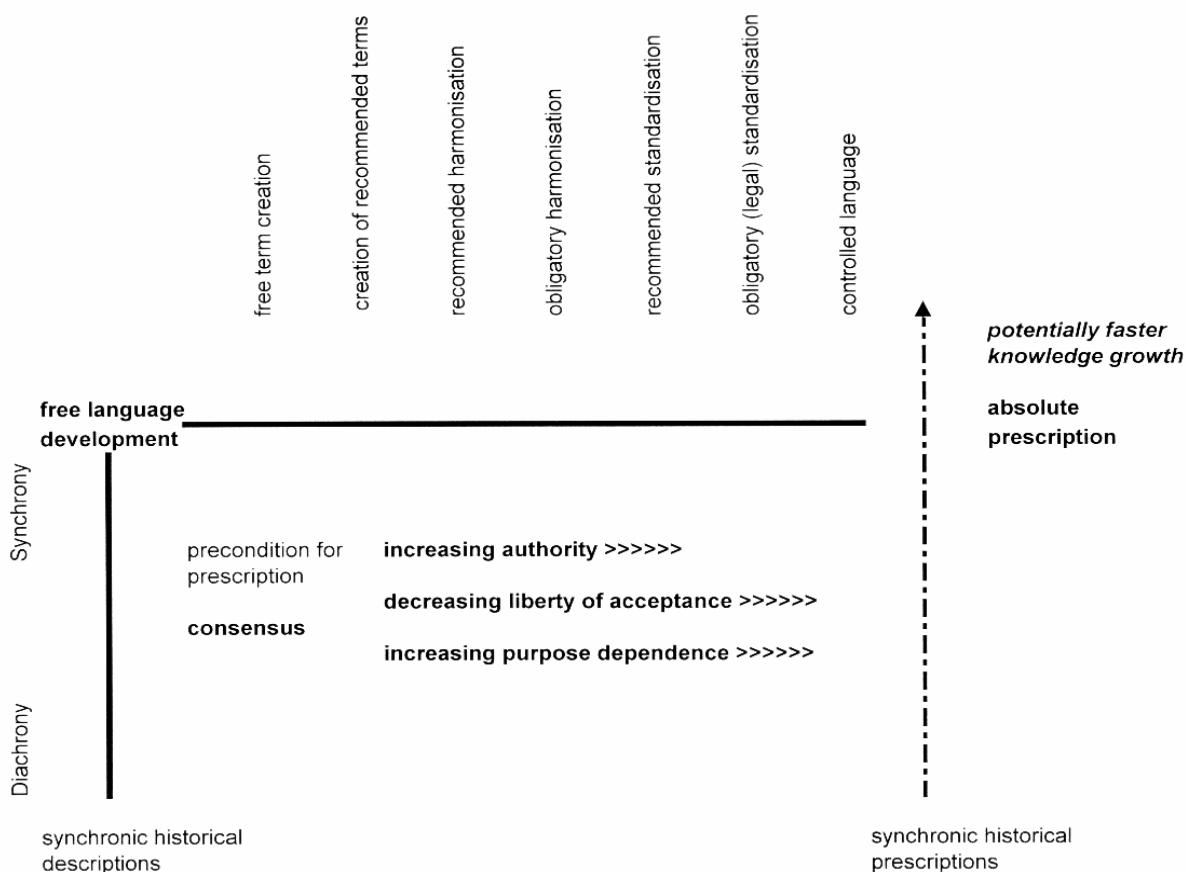 free term creation
creation of recommended terms
recommended harmonisation
obligatory harmonisation
recommended standardisation
obligatory (legal) standardisation
controlled language
potentially faster
knowledge growth
free language
development
absolute
prescription
Synchrony
precondition for
prescription
consensus
increasing authority >>>>>>
decreasing liberty of acceptance >>>>>>
increasing purpose dependence >>>>>>
Diachrony
synchronic historical
descriptions
synchronic historical
prescriptions